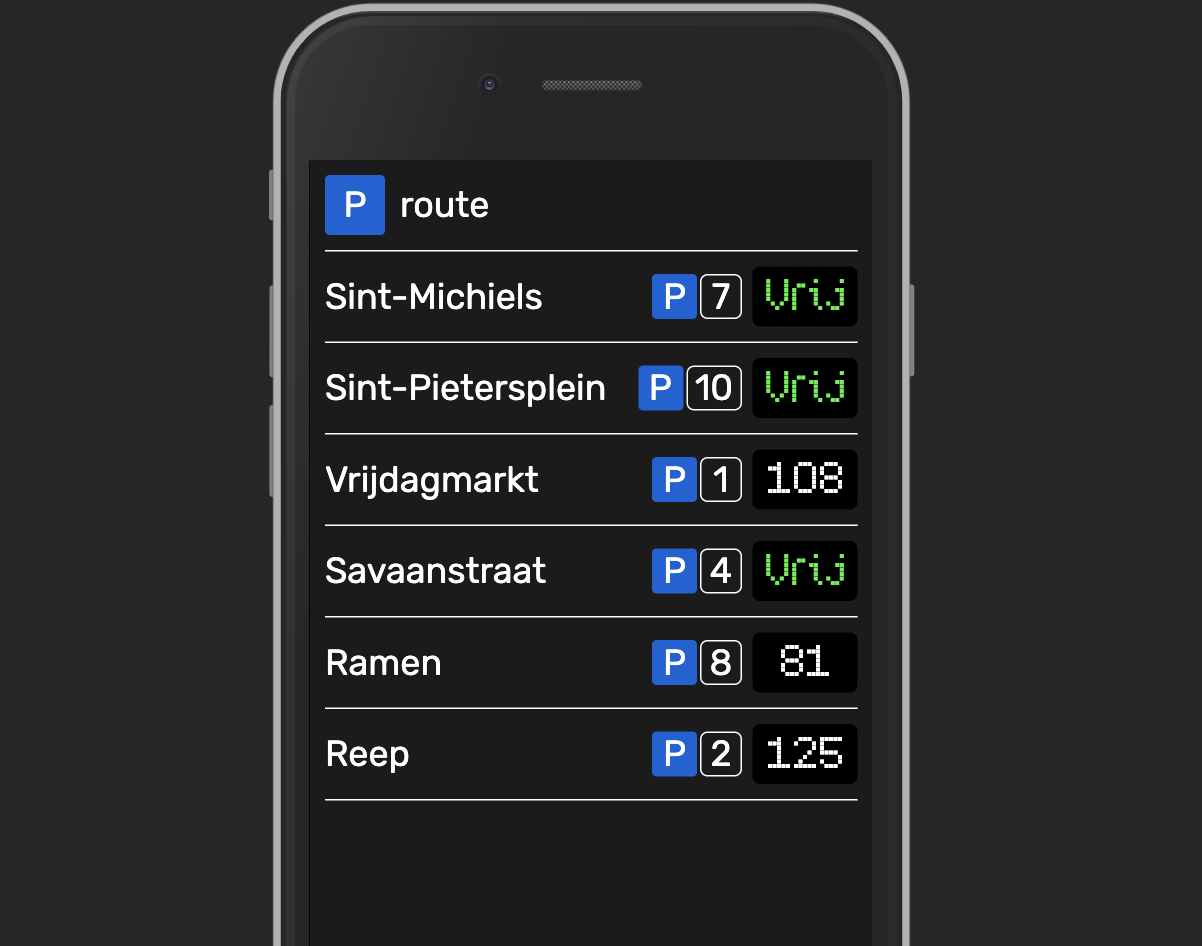 P route
Sint-Michiels P 7 Vrij
Sint-Pietersplein P 10 Vrij
Vrijdagmarkt P 1 108
Savaanstraat P 4 Vrij
Ramen P 8 81
Reep P 2 125